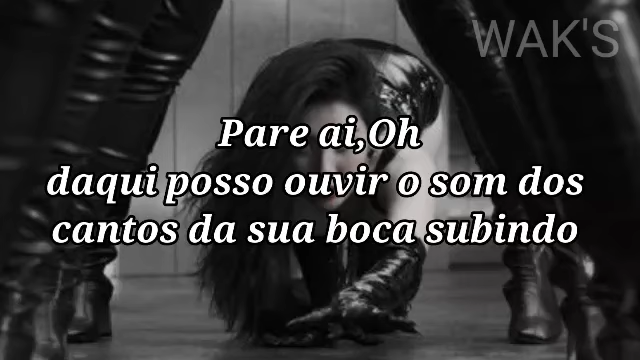 WAK'S
Pare ai,Oh
daqui posso ouvir o som dos
cantos da sua boca subindo